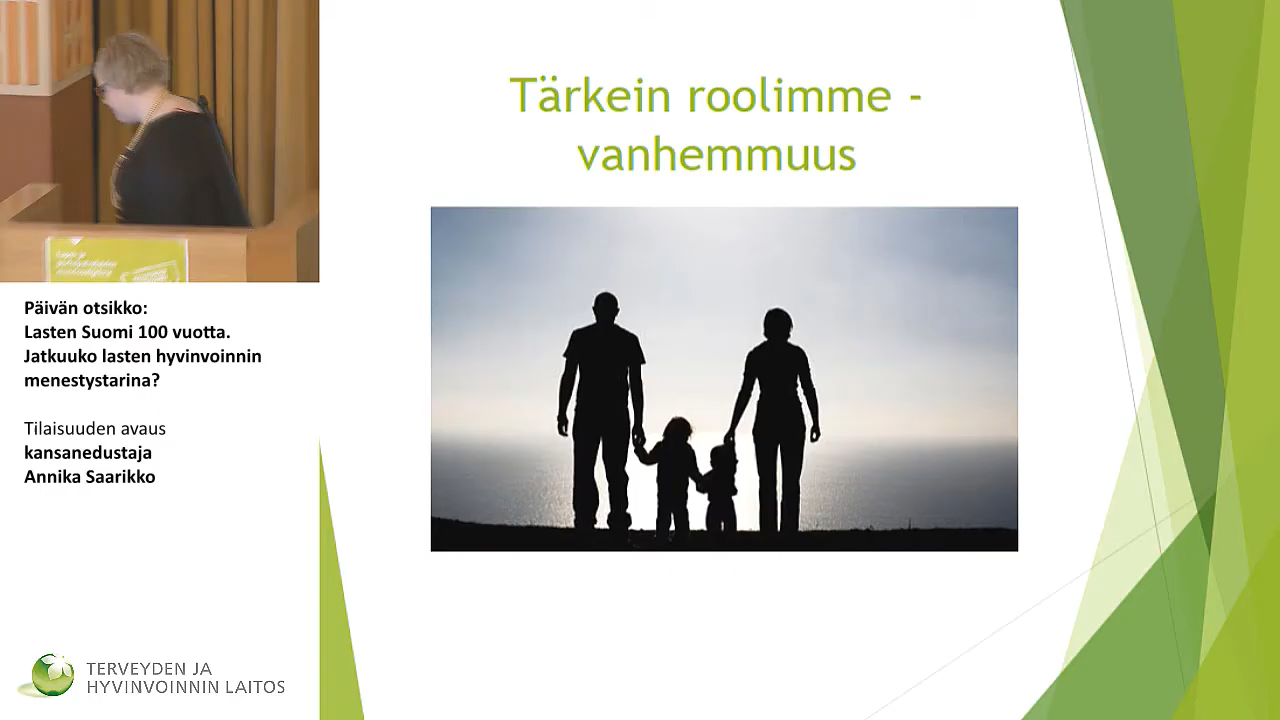 Tärkein roolimme -
vanhemmuus
Päivän otsikko:
Lasten Suomi 100 vuotta.
Jatkuuko lasten hyvinvoinnin
menestystarina?
Tilaisuuden avaus
kansanedustaja
Annika Saarikko
TERVEYDEN JA
HYVINVOINNIN LAITOS